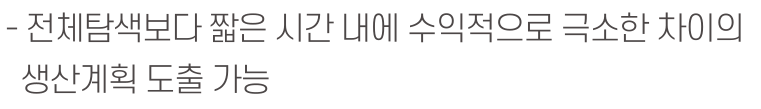 - 전체탐색보다 짧은 시간 내에 수익적으로 극소한 차이의
생산계획 도출 가능